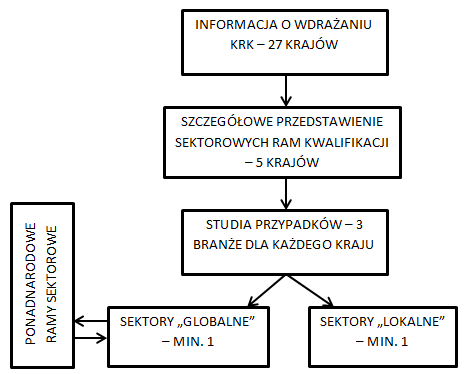 INFORMACJA O WDRAŻANIU
KRK – 27 KRAJÓW
SZCZEGÓŁOWE PRZEDSTAWIENIE
SEKTOROWYCH RAM KWALIFIKACJI
– 5 KRAJÓW
STUDIA PRZYPADKÓW – 3
BRANŻE DLA KAŻDEGO KRAJU
PONADNARODOWE
RAMY SEKTOROWE
SEKTORY „GLOBALNE”
– MIN. 1
SEKTORY „LOKALNE”
– MIN. 1